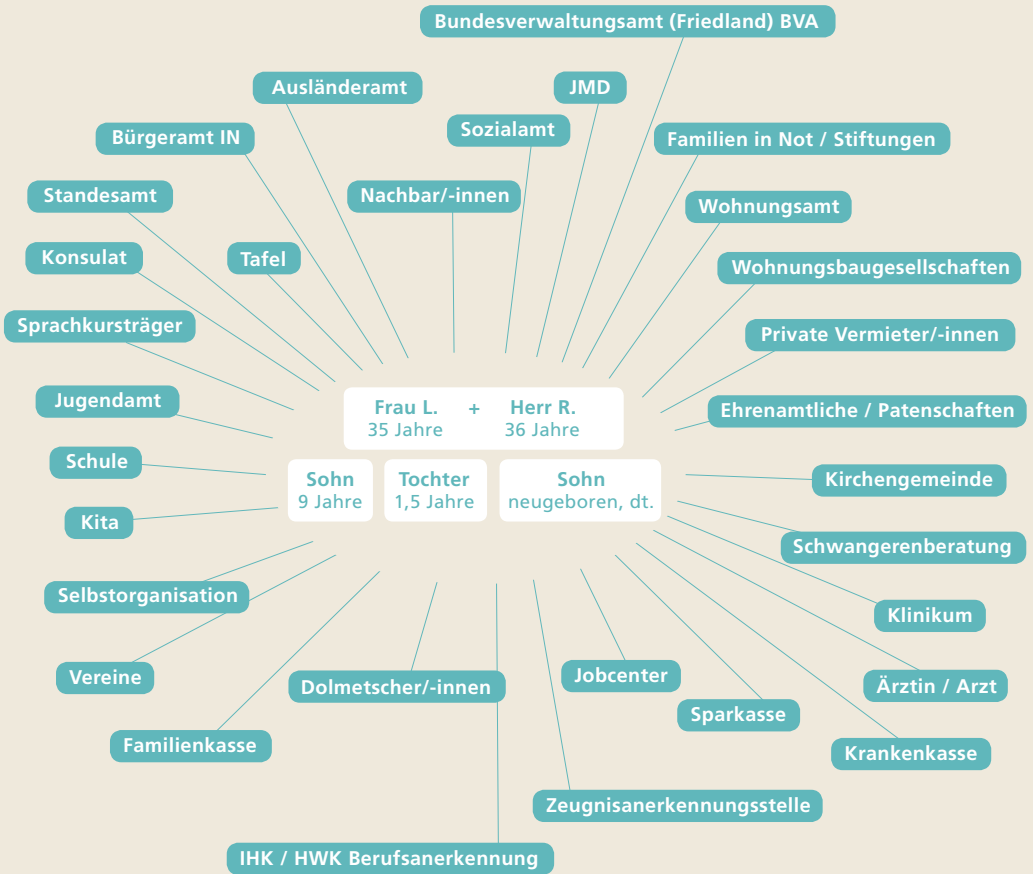 Bundesverwaltungsamt (Friedland) BVA
Ausländeramt
JMD
Bürgeramt IN
Sozialamt
Familien in Not / Stiftungen
Standesamt
Nachbar/-innen
Wohnungsamt
Konsulat
Tafel
Wohnungsbaugesellschaften
Sprachkursträger
Private Vermieter/-innen
Jugendamt
Frau L. + Herr R.
35 Jahre 36 Jahre
Ehrenamtliche / Patenschaften
Schule
Sohn
9 Jahre
Tochter
1,5 Jahre
Sohn
neugeboren, dt.
Kirchengemeinde
Kita
Schwangerenberatung
Selbstorganisation
Klinikum
Vereine
Dolmetscher/-innen
Jobcenter
Ärztin / Arzt
Sparkasse
Familienkasse
Krankenkasse
Zeugnisanerkennungsstelle
IHK / HWK Berufsanerkennung